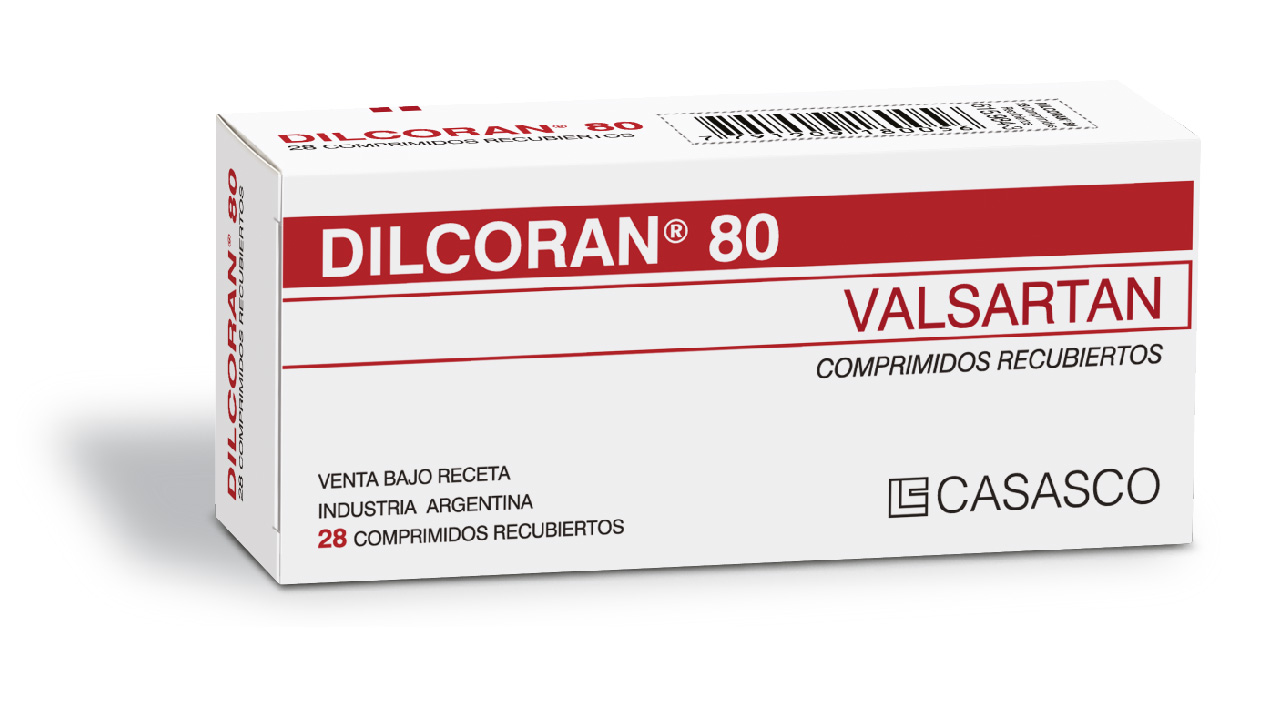 DILCORAN® 80
28 COMPRIMIDOS RECUBIERTOS
DILCORAN® 80
28 COMPRIMIDOS RECUBIERTOS
DILCORAN® 80
VALSARTAN
COMPRIMIDOS RECUBIERTOS
VENTA BAJO RECETA
INDUSTRIA ARGENTINA
28 COMPRIMIDOS RECUBIERTOS
CASASCO